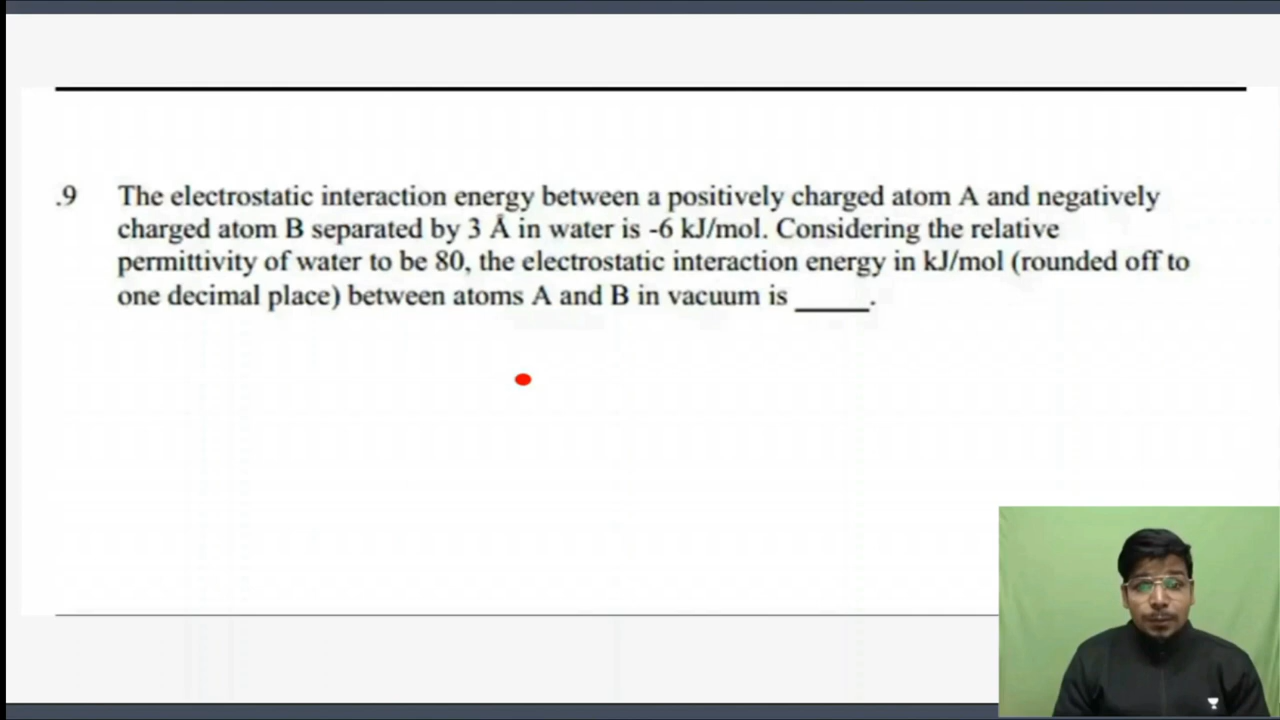 .9 The electrostatic interaction energy between a positively charged atom A and negatively
charged atom B separated by 3 Å in water is -6 kJ/mol. Considering the relative
permittivity of water to be 80, the electrostatic interaction energy in kJ/mol (rounded off to
one decimal place) between atoms A and B in vacuum is _____.